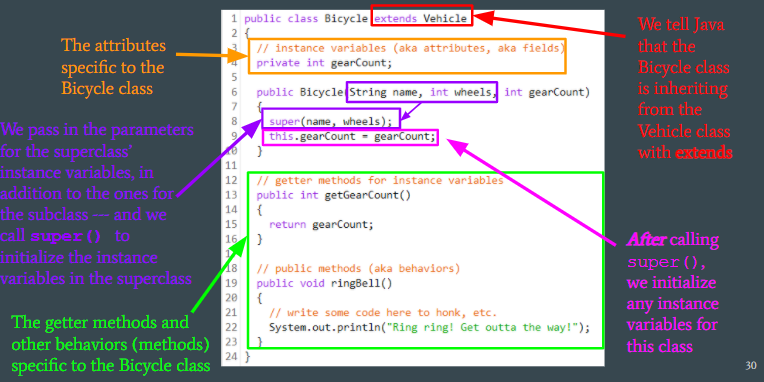 The attributes
specific to the
Bicycle class
We pass in the parameters
for the superclass'
instance variables, in
addition to the ones for
the subclass --- and we
call super() to
initialize the instance
variables in the superclass
The getter methods and
other behaviors (methods)
specific to the Bicycle class
1 public class Bicycle extends Vehicle
2 {
3 // instance variables (aka attributes, aka fields)
4 private int gearCount;
5
6 public Bicycle(String name, int wheels, int gearCount)
7 {
8 super(name, wheels);
9 this.gearCount = gearCount;
10 }
11
12 // getter methods for instance variables
13 public int getGearCount()
14 {
15 return gearCount;
16 }
17
18 // public methods (aka behaviors)
19 public void ringBell()
20 {
21 // write some code here to honk, etc.
22 System.out.println("Ring ring! Get outta the way!");
23 }
24 }
We tell Java
that the
Bicycle class
is inheriting
from the
Vehicle class
with extends
After calling
super(),
we initialize
any instance
variables for
this class
30